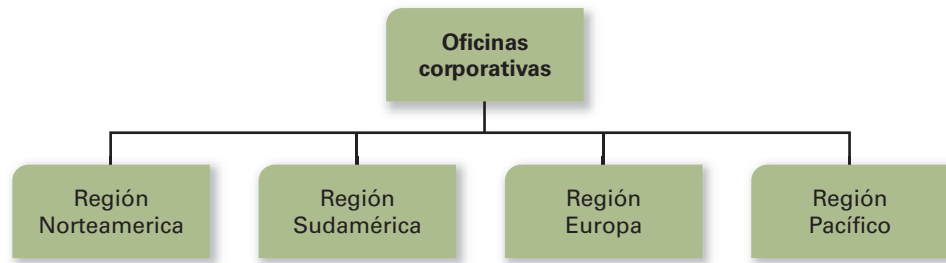 Oficinas
corporativas
Región
Norteamerica
Región
Sudamérica
Región
Europa
Región
Pacífico